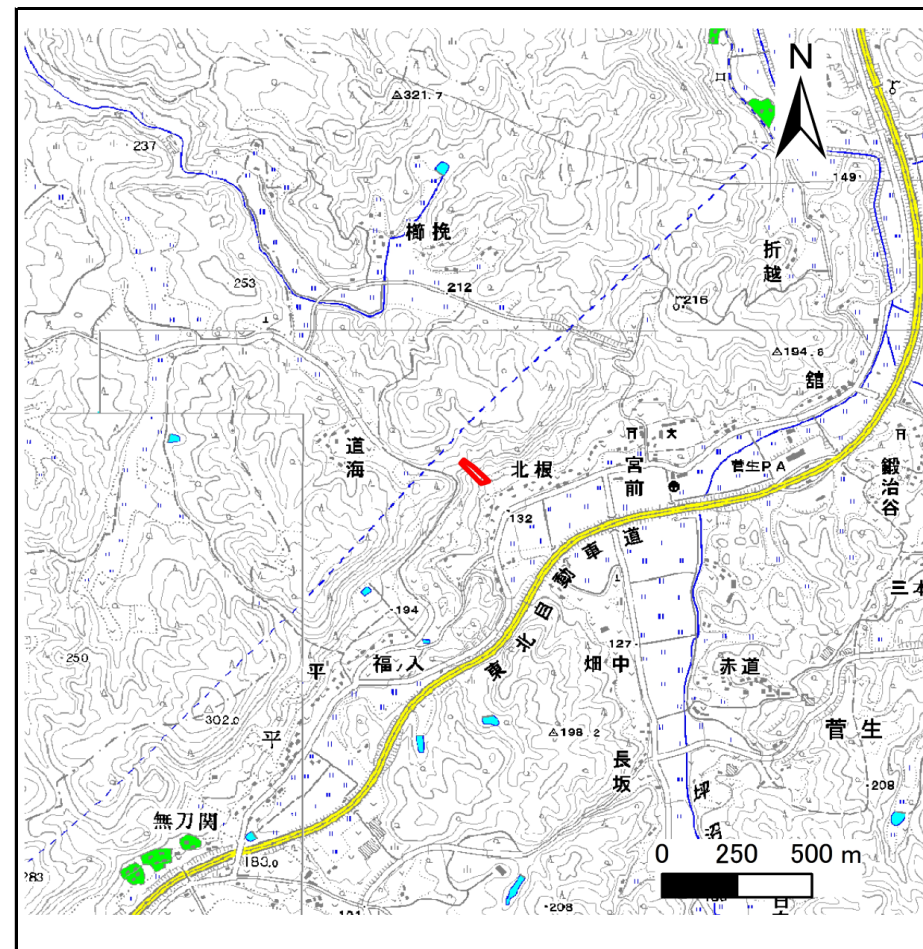 N
321.7
237
149
櫛挽
折越
253
212
216
194.8
舘
道海
北根
宮前
菅生PA
鍛治谷
132
東北自動車道
194
127
三本
250
平
福入
畑中
赤道
302.0
平
菅生
198.2
長坂
208
坪沼
無刀関
183.0
283
0 250 500 m
208